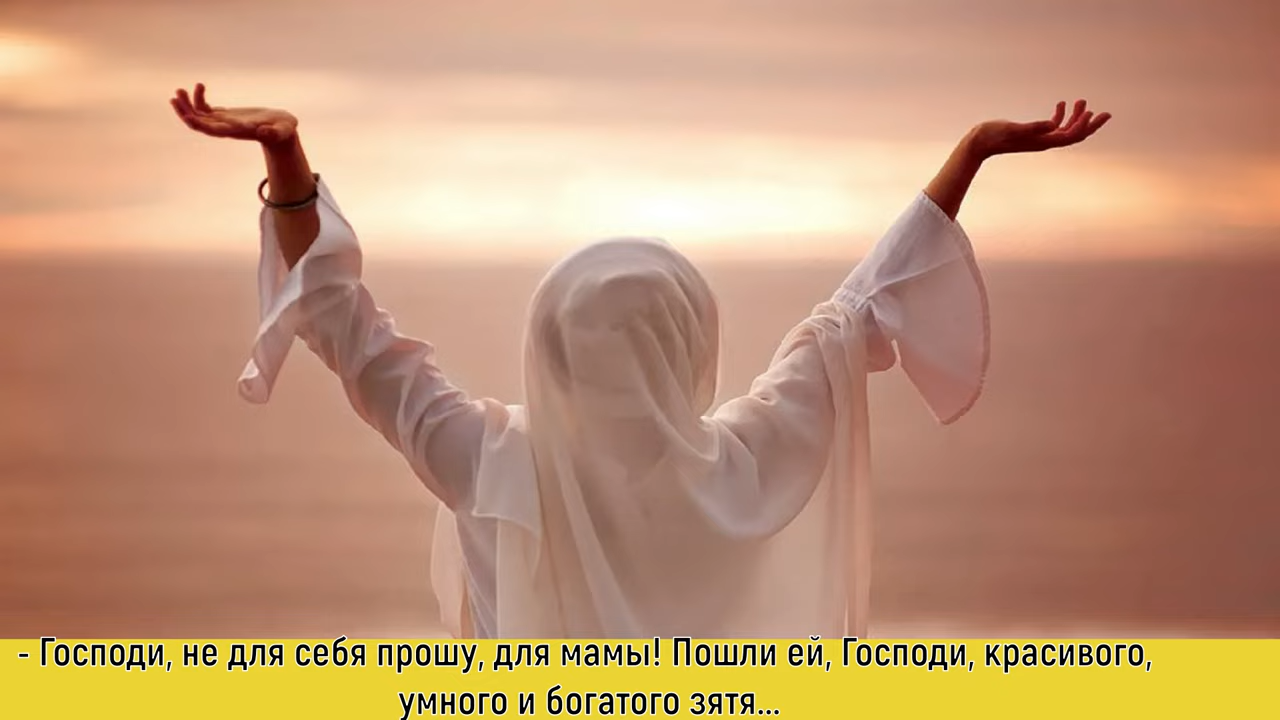 - Господи, не для себя прошу, для мамы! Пошли ей, Господи, красивого,
умного и богатого зятя...